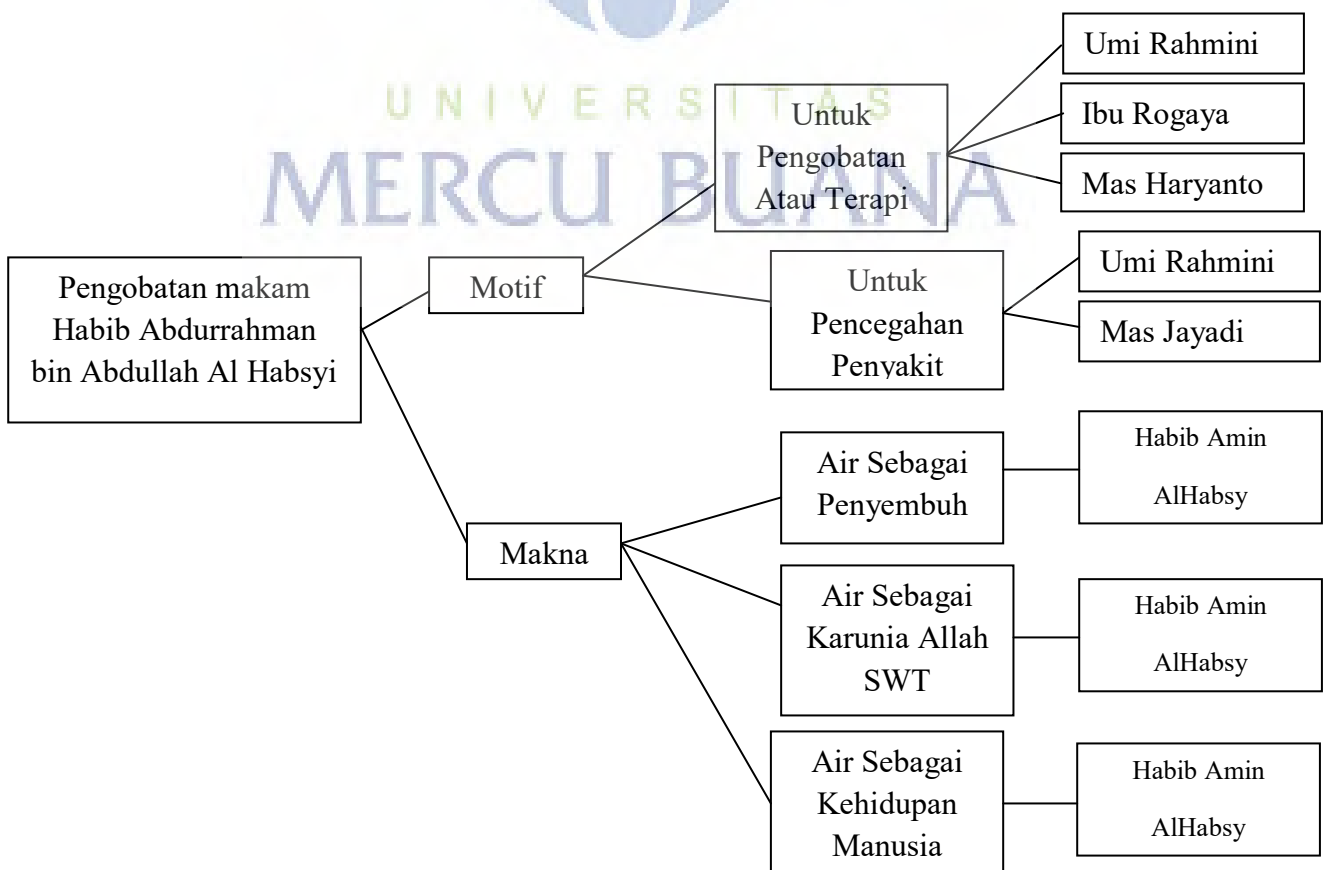 UNIVERSITAS
MERCU BUANA
Pengobatan makam
Habib Abdurrahman
bin Abdullah Al Habsyi
Motif
Untuk
Pengobatan
Atau Terapi
Umi Rahmini
Ibu Rogaya
Mas Haryanto
Untuk
Pencegahan
Penyakit
Umi Rahmini
Mas Jayadi
Makna
Air Sebagai
Penyembuh
Habib Amin
AlHabsy
Air Sebagai
Karunia Allah
SWT
Habib Amin
AlHabsy
Air Sebagai
Kehidupan
Manusia
Habib Amin
AlHabsy